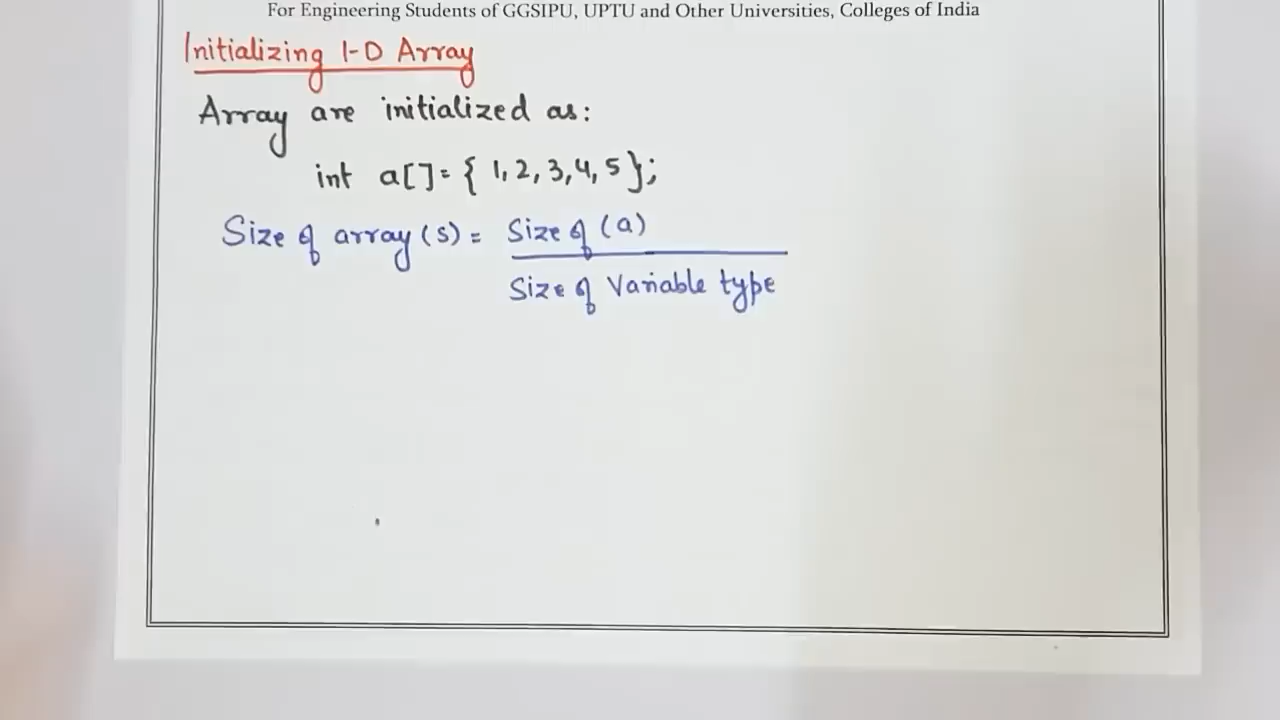 For Engineering Students of GGSIPU, UPTU and Other Universities, Colleges of India
Initializing 1-D Array
Array are initialized as:
int a[]= { 1, 2, 3, 4, 5 };
Size of array (s) = Size of (a)
Size of Variable type